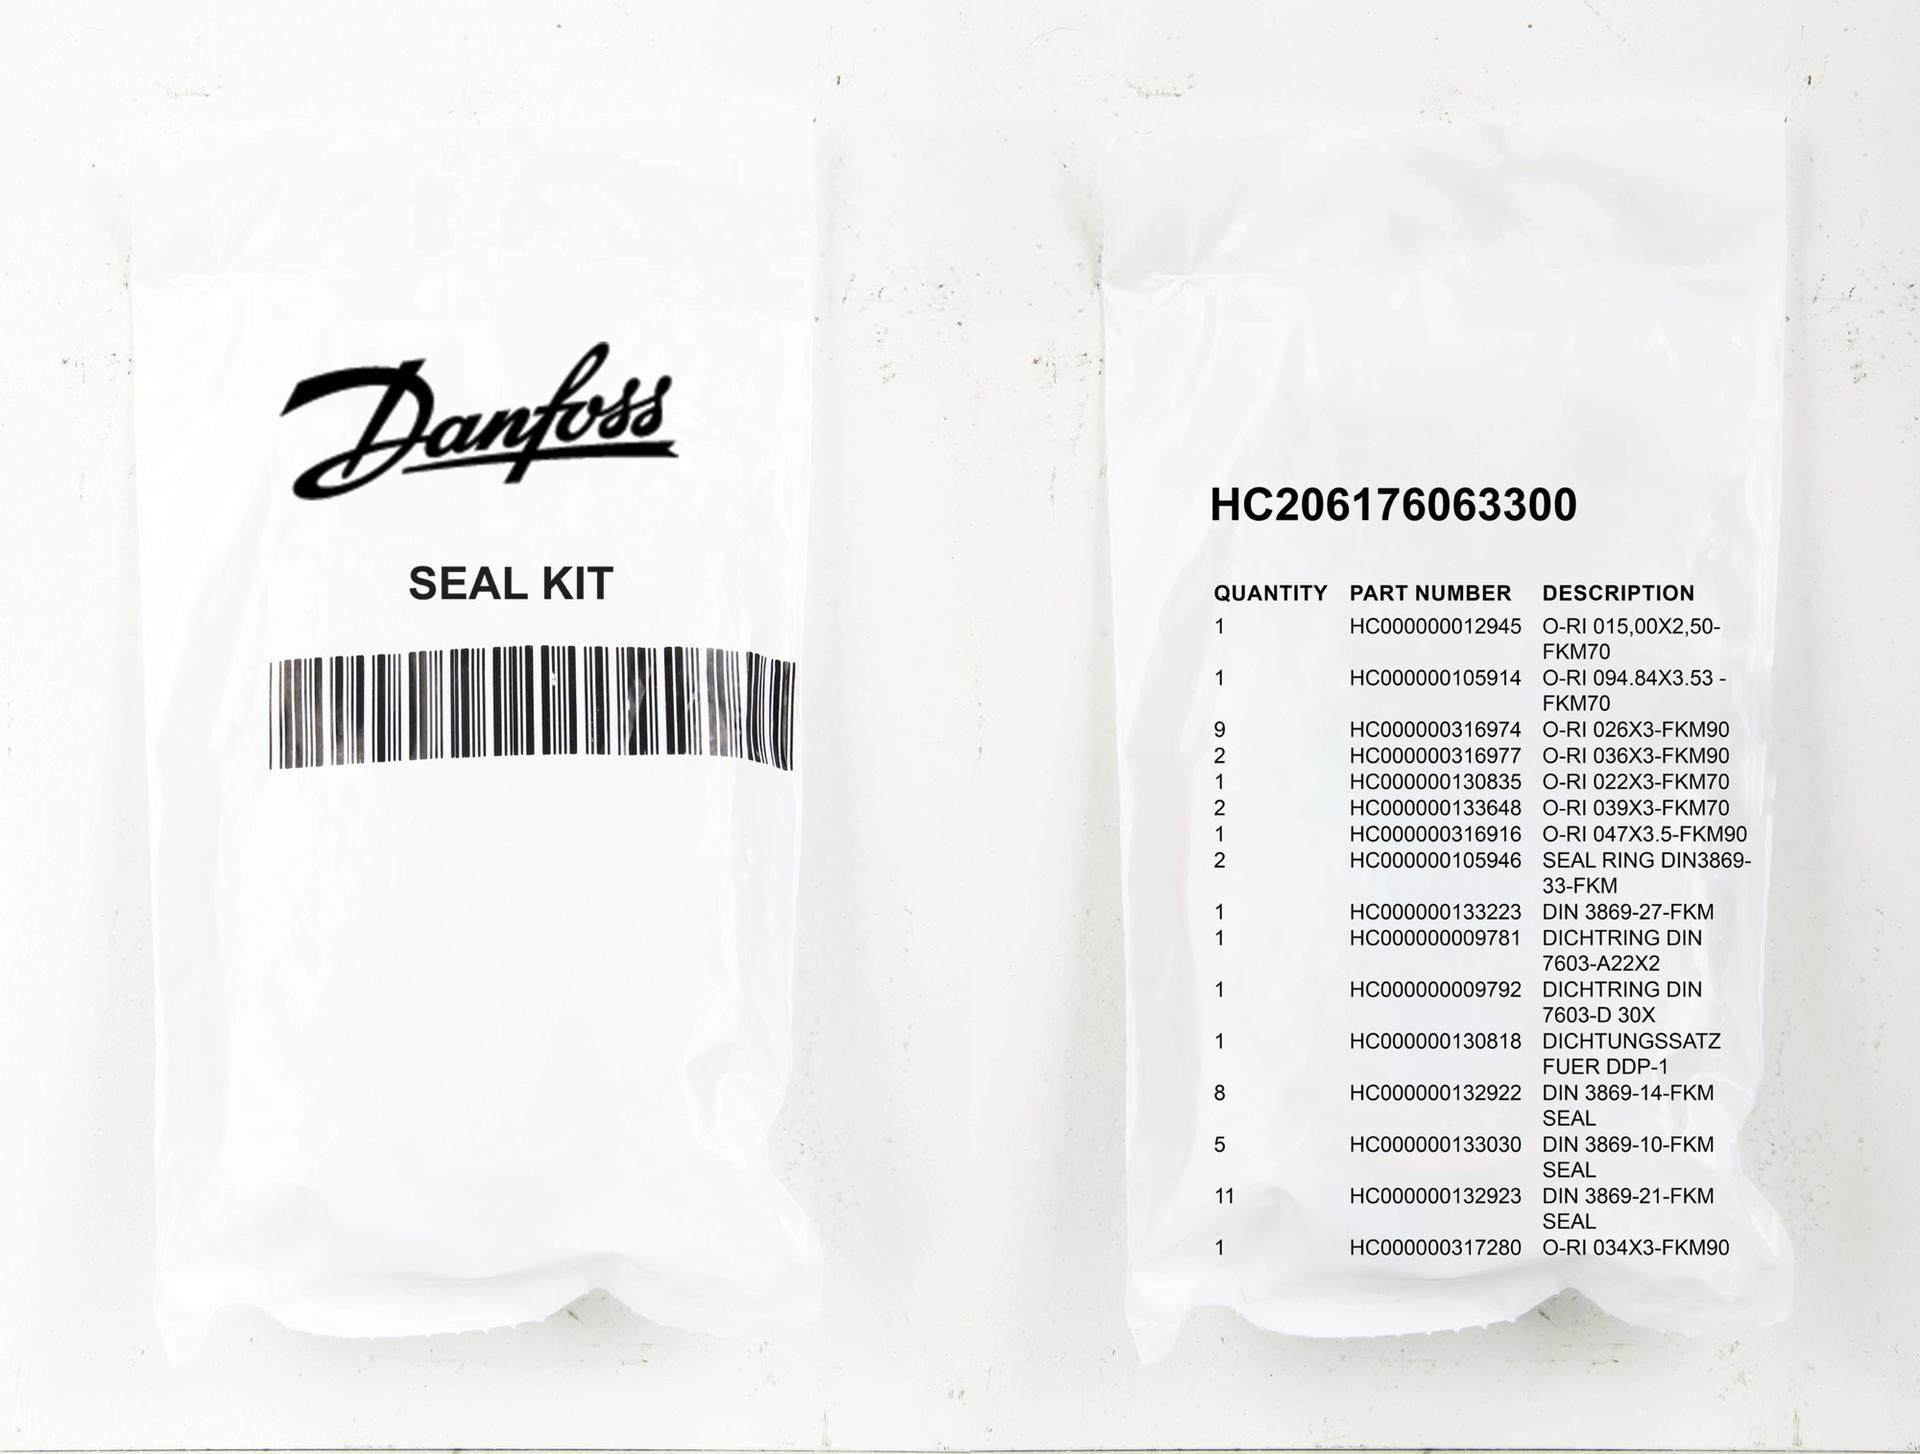 Danfoss
SEAL KIT
HC206176063300
QUANTITY PART NUMBER DESCRIPTION
1 HC000000012945 O-RI 015,00X2,50-
FKM70
1 HC000000105914 O-RI 094.84X3.53 -
FKM70
9 HC000000316974 O-RI 026X3-FKM90
2 HC000000316977 O-RI 036X3-FKM90
1 HC000000130835 O-RI 022X3-FKM70
2 HC000000133648 O-RI 039X3-FKM70
1 HC000000316916 O-RI 047X3.5-FKM90
2 HC000000105946 SEAL RING DIN3869-
33-FKM
1 HC000000133223 DIN 3869-27-FKM
1 HC000000009781 DICHTRING DIN
7603-A22X2
1 HC000000009792 DICHTRING DIN
7603-D 30X
1 HC000000130818 DICHTUNGSSATZ
FUER DDP-1
8 HC000000132922 DIN 3869-14-FKM
SEAL
5 HC000000133030 DIN 3869-10-FKM
SEAL
11 HC000000132923 DIN 3869-21-FKM
SEAL
1 HC000000317280 O-RI 034X3-FKM90